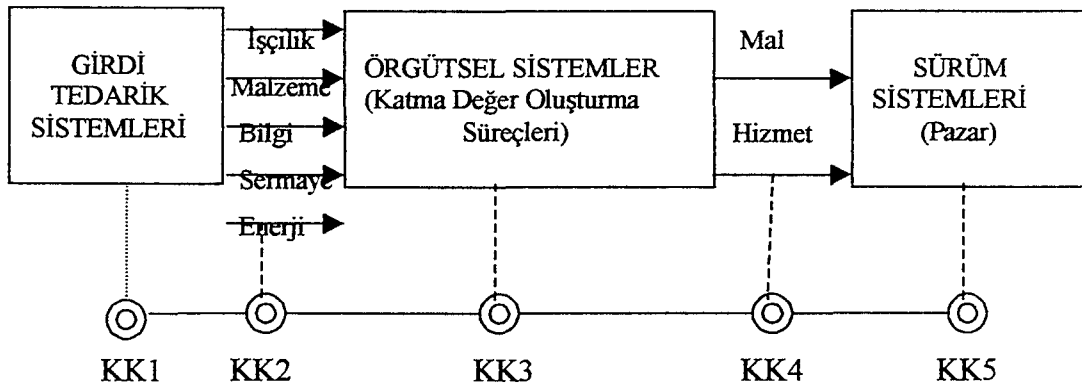 GİRDİ
TEDARİK
SİSTEMLERİ
İşçilik
Malzeme
Bilgi
Sermaye
Enerji
ÖRGÜTSEL SİSTEMLER
(Katma Değer Oluşturma
Süreçleri)
Mal
Hizmet
SÜRÜM
SİSTEMLERİ
(Pazar)
KK1
KK2
KK3
KK4
KK5